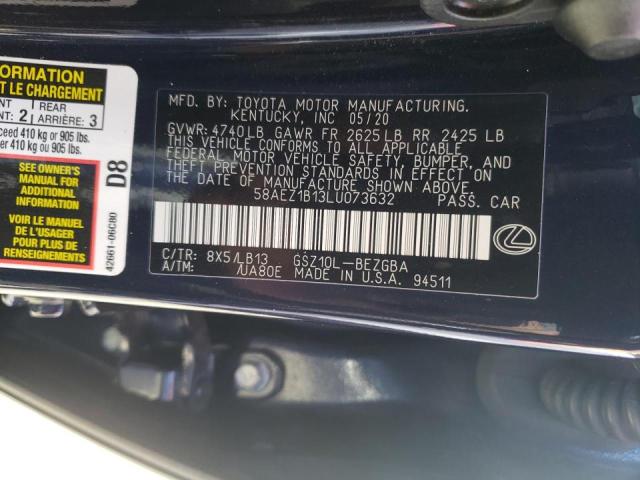 FORMATION
T LE CHARGEMENT
NT
2
REAR
ARRIÈRE
3
ceed 410 kg or 905 lbs.
r 410 kg ou 905 lbs.
SEE OWNER'S
MANUAL FOR
ADDITIONAL
INFORMATION
VOIR LE MANUEL
DE L'USAGER
POUR PLUS DE
RENSEIGNEMENTS
D8
42661-06C80
MFD. BY: TOYOTA MOTOR MANUFACTURING,
KENTUCKY, INC 05/20
GVWR: 4740LB GAWR FR 2625LB RR 2425 LB
THIS VEHICLE CONFORMS TO ALL APPLICABLE
FEDERAL MOTOR VEHICLE SAFETY, BUMPER, AND
THEFT PREVENTION STANDARDS IN EFFECT ON
THE DATE OF MANUFACTURE SHOWN ABOVE.
58AEZ1B13LU073632 PASS. CAR
C/TR: 8X5/LB13 GSZ10L-BEZGBA
A/TM: /UA80E MADE IN U.S.A. 94511